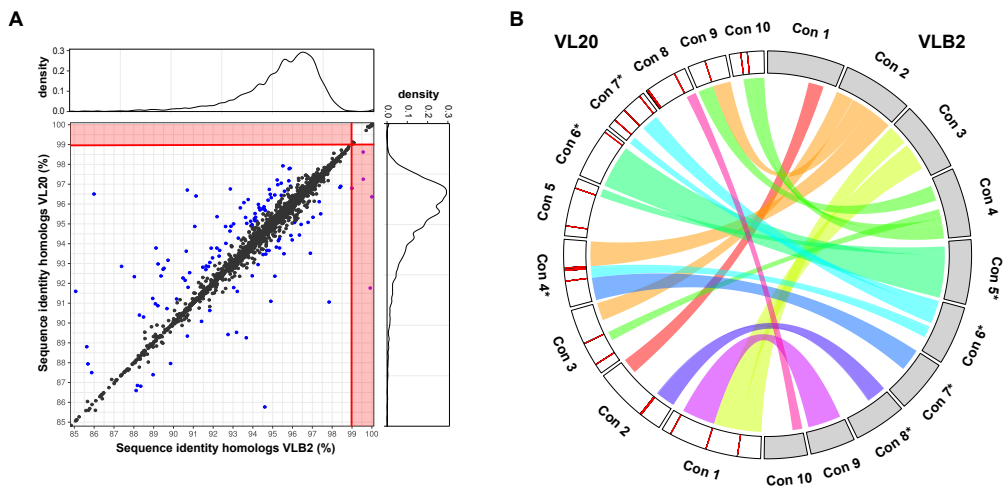 A
density
0.3
0.2
0.1
0.0
density
0.0
0.1
0.2
0.3
Sequence identity homologs VL20 (%)
100
99
97
96
94
93
92
91
90
88
87
86
85
85 86 87 88 90 91 92 93 95 96 97 98 99 100
Sequence identity homologs VLB2 (%)
B
VL20
VLB2
Con 1
Con 2
Con 3
Con 4
Con 5*
Con 6*
Con 7*
Con 8*
Con 9
Con 10
Con 1
Con 2
Con 3
Con 4*
Con 5
Con 6*
Con 7*
Con 8
Con 9
Con 10